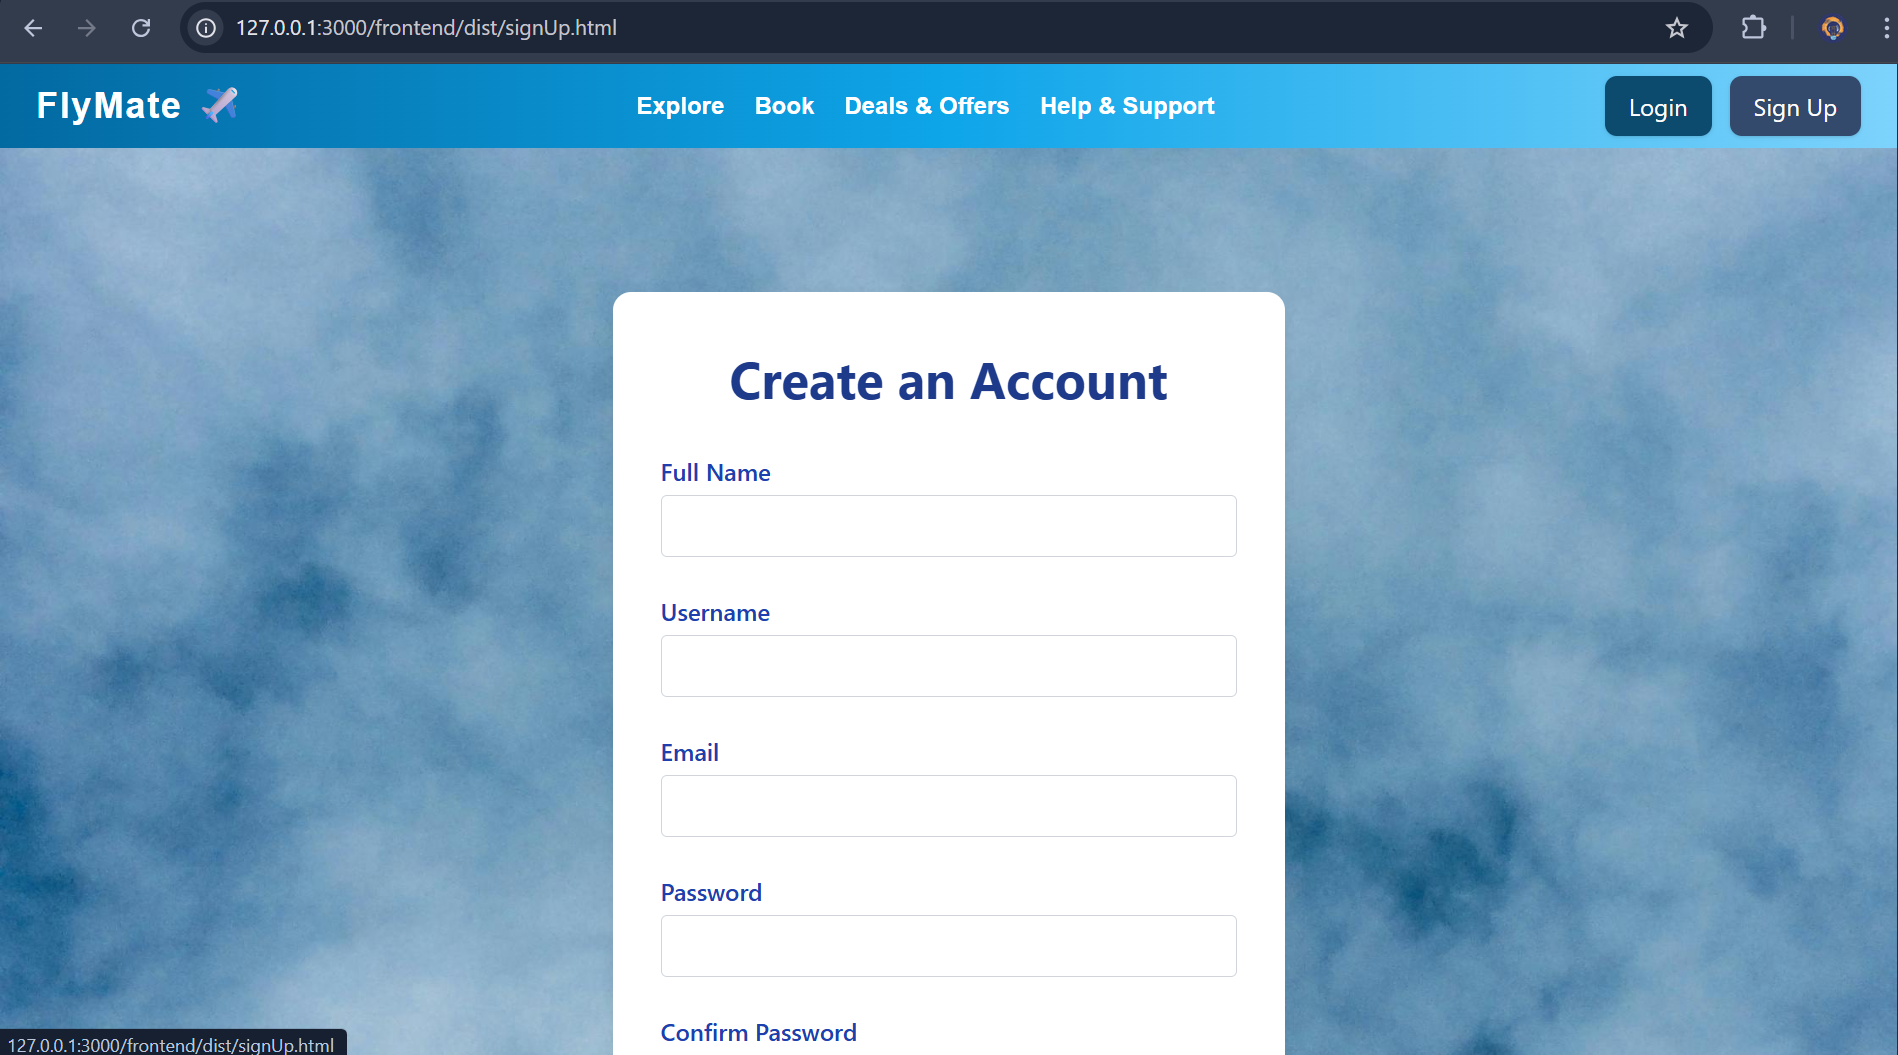 127.0.0.1:3000/frontend/dist/signUp.html
FlyMate
Explore Book Deals & Offers Help & Support
Login Sign Up
Create an Account
Full Name
Username
Email
Password
Confirm Password
127.0.0.1:3000/frontend/dist/signUp.html